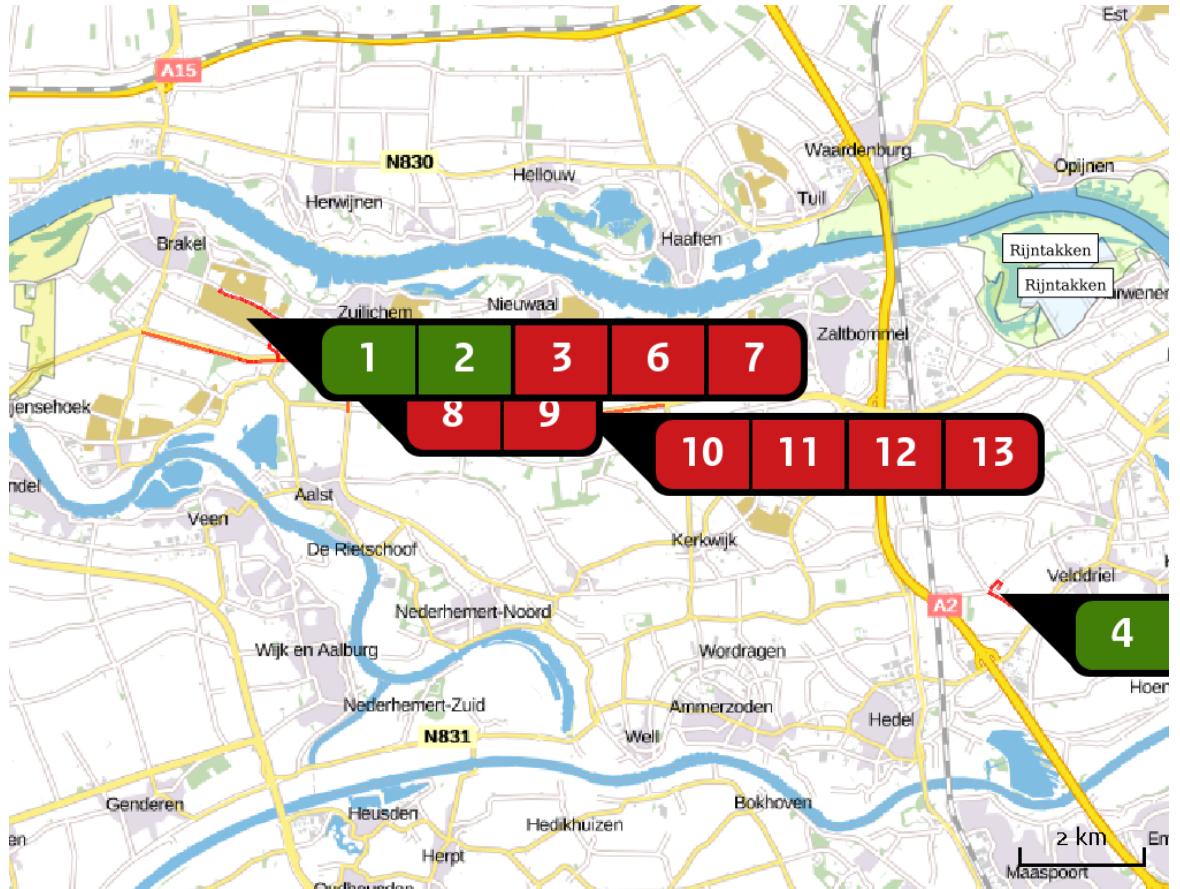 Est
A15
N830
Waardenburg
Hellouw
Opijnen
Herwijnen
Tuil
Brakel
Haaften
Rijntakken
Rijntakken
Zuilichem
Nieuwaal
Zaltbommel
1
2
3
6
7
8
9
10
11
12
13
Aalst
Veen
De Rietschoof
Kerkwijk
Velddriel
A2
Nederhemert-Noord
4
Wijk en Aalburg
Wordragen
Nederhemert-Zuid
Ammerzoden
Hedel
N831
Well
Genderen
Heusden
Bokhoven
Hedikhuizen
2 km
Herpt
Maaspoort